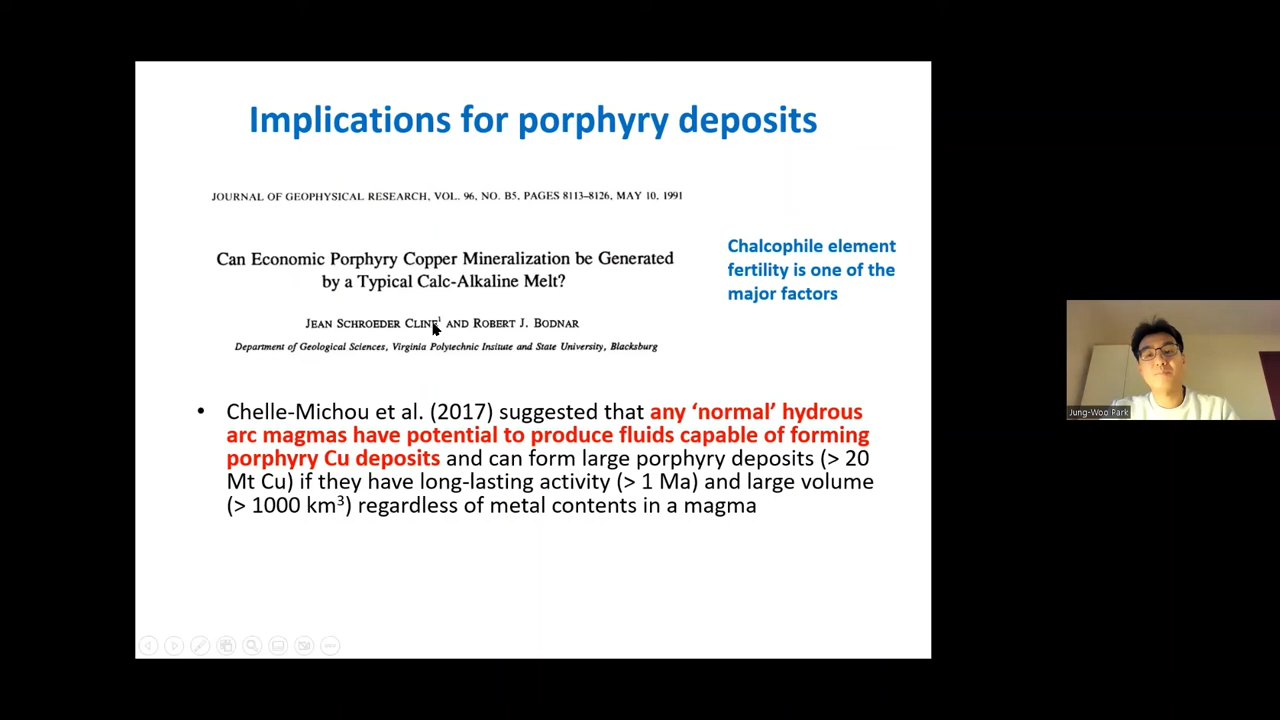 Implications for porphyry deposits
JOURNAL OF GEOPHYSICAL RESEARCH, VOL. 96, NO. B5, PAGES 8113–8126, MAY 10, 1991
Can Economic Porphyry Copper Mineralization be Generated
by a Typical Calc-Alkaline Melt?
JEAN SCHROEDER CLINE¹ AND ROBERT J. BODNAR
Department of Geological Sciences, Virginia Polytechnic Insitute and State University, Blacksburg
Chalcophile element
fertility is one of the
major factors
• Chelle-Michou et al. (2017) suggested that any ‘normal’ hydrous
arc magmas have potential to produce fluids capable of forming
porphyry Cu deposits and can form large porphyry deposits (> 20
Mt Cu) if they have long-lasting activity (> 1 Ma) and large volume
(> 1000 km³) regardless of metal contents in a magma
Jung-Woo Park